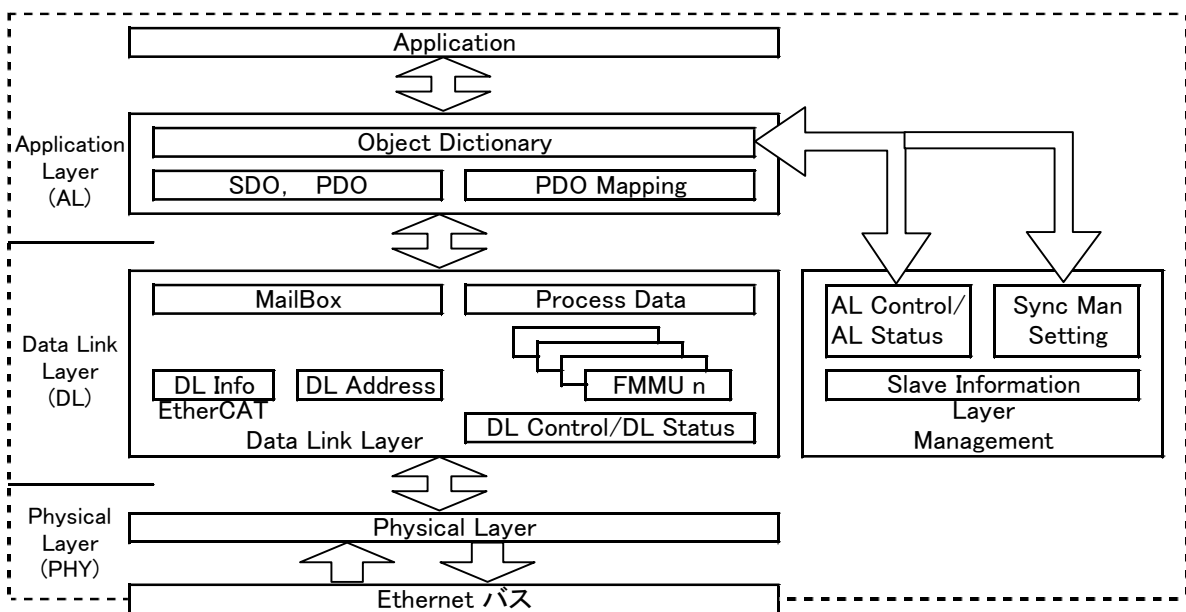 Application
Application
Layer
(AL)
Object Dictionary
SDO, PDO
PDO Mapping
Data Link
Layer
(DL)
MailBox
Process Data
FMMU n
DL Info
DL Address
EtherCAT
Data Link Layer
DL Control/DL Status
AL Control/
AL Status
Sync Man
Setting
Slave Information
Layer
Management
Physical
Layer
(PHY)
Physical Layer
Ethernet バス